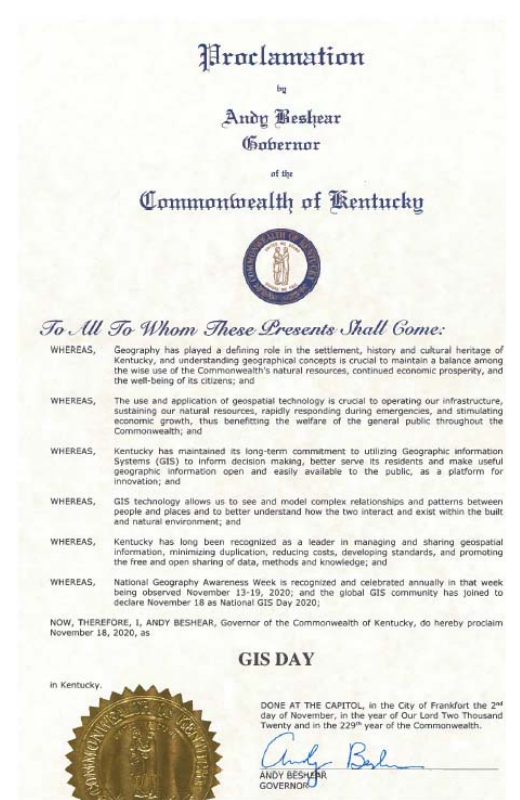 Proclamation
by
Andy Beshear
Governor
of the
Commonwealth of Kentucky
To All To Whom These Presents Shall Come:
WHEREAS, Geography has played a defining role in the settlement, history and cultural heritage of
Kentucky, and understanding geographical concepts is crucial to maintain a balance among
the wise use of the Commonwealth's natural resources, continued economic prosperity, and
the well-being of its citizens; and
WHEREAS, The use and application of geospatial technology is crucial to operating our infrastructure,
sustaining our natural resources, rapidly responding during emergencies, and stimulating
economic growth, thus benefitting the welfare of the general public throughout the
Commonwealth; and
WHEREAS, Kentucky has maintained its long-term commitment to utilizing Geographic information
Systems (GIS) to inform decision making, better serve its residents and make useful
geographic information open and easily available to the public, as a platform for
innovation; and
WHEREAS, GIS technology allows us to see and model complex relationships and patterns between
people and places and to better understand how the two interact and exist within the built
and natural environment; and
WHEREAS, Kentucky has long been recognized as a leader in managing and sharing geospatial
information, minimizing duplication, reducing costs, developing standards, and promoting
the free and open sharing of data, methods and knowledge; and
WHEREAS, National Geography Awareness Week is recognized and celebrated annually in that week
being observed November 13-19, 2020; and the global GIS community has joined to
declare November 18 as National GIS Day 2020;
NOW, THEREFORE, I, ANDY BESHEAR, Governor of the Commonwealth of Kentucky, do hereby proclaim
November 18, 2020, as
GIS DAY
in Kentucky.
DONE AT THE CAPITOL, in the City of Frankfort the 2nd
day of November, in the year of Our Lord Two Thousand
Twenty and in the 229th year of the Commonwealth.
Andy Beshear
ANDY BESHEAR
GOVERNOR